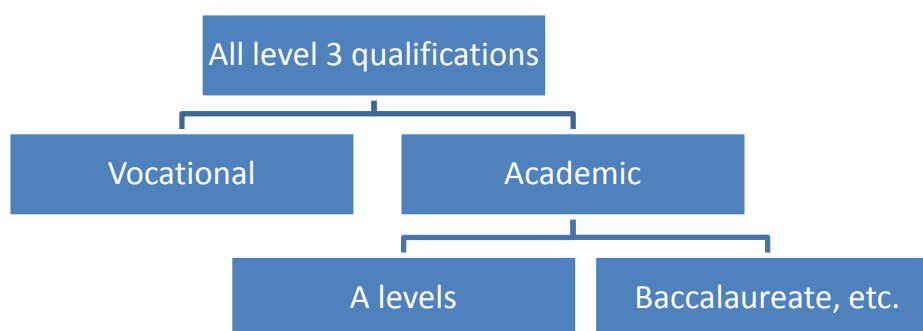 All level 3 qualifications
Vocational
Academic
A levels
Baccalaureate, etc.